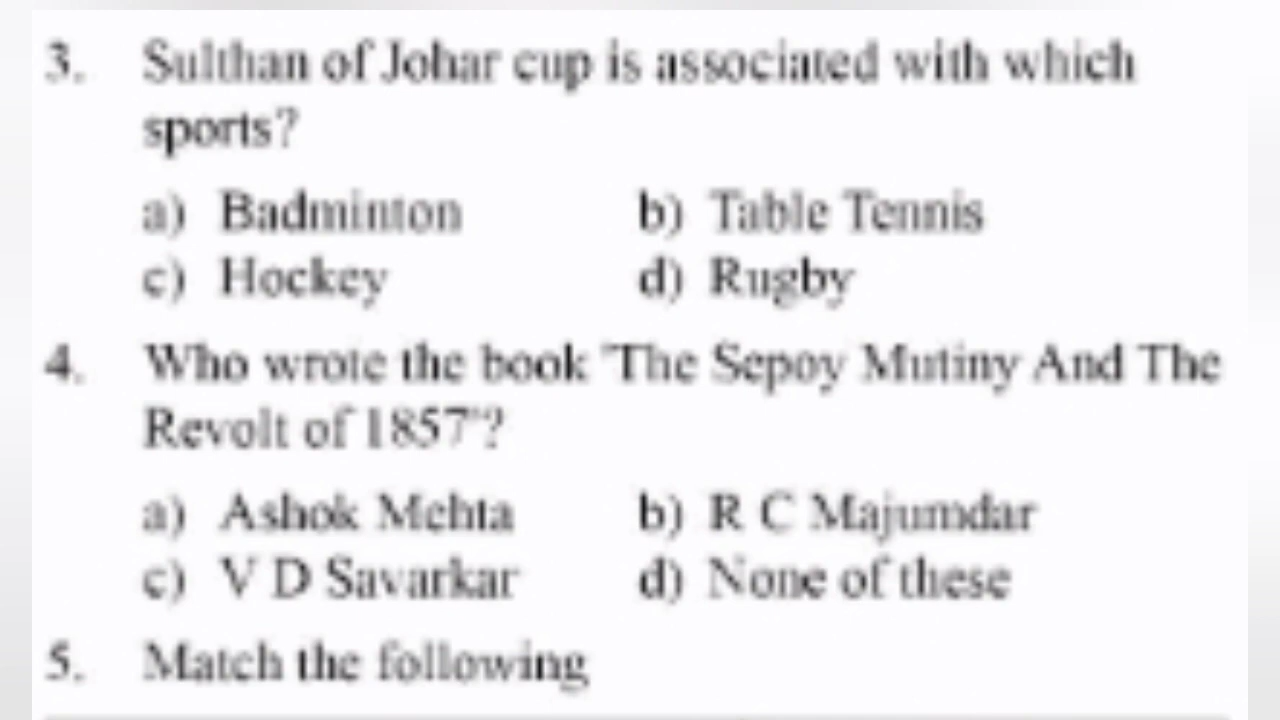 3. Sulthan of Johar cup is associated with which
sports?
a) Badminton b) Table Tennis
c) Hockey d) Rugby
4. Who wrote the book 'The Sepoy Mutiny And The
Revolt of 1857'?
a) Ashok Mehta b) R C Majumdar
c) V D Savarkar d) None of these
5. Match the following